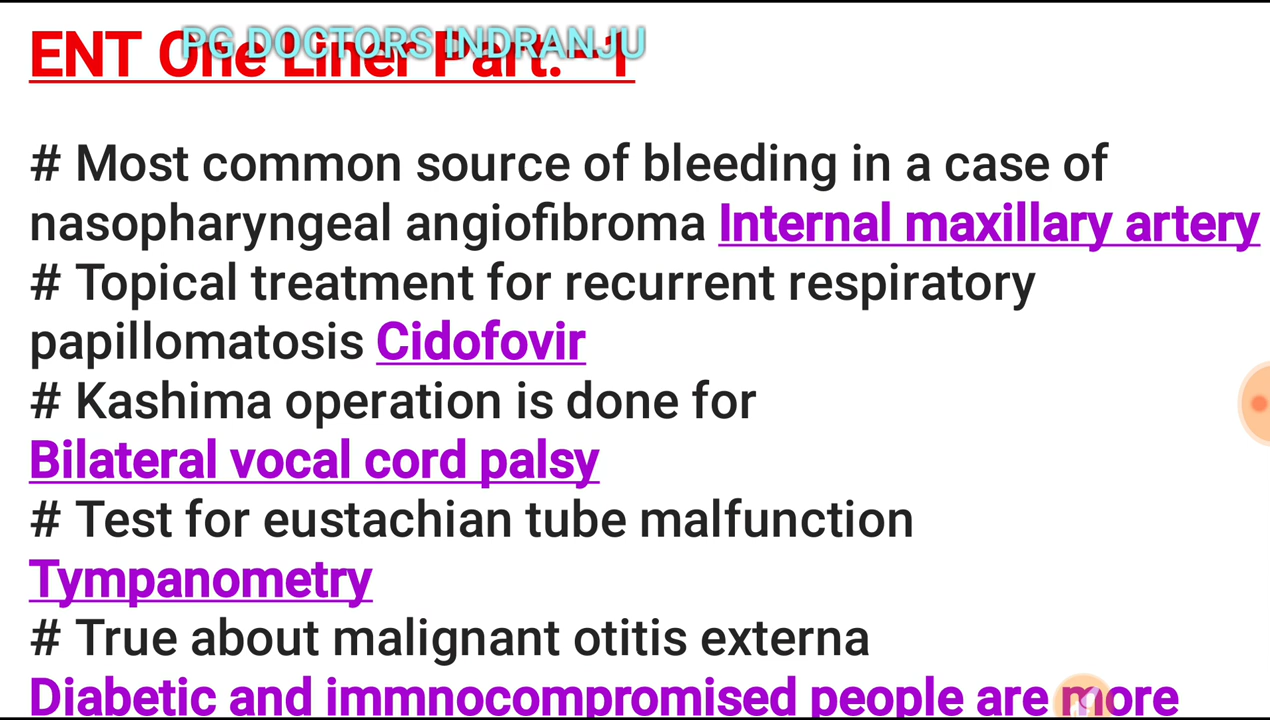 PG DOCTORS INDRANJU
ENT One Liner Part:-1
# Most common source of bleeding in a case of
nasopharyngeal angiofibroma Internal maxillary artery
# Topical treatment for recurrent respiratory
papillomatosis Cidofovir
# Kashima operation is done for
Bilateral vocal cord palsy
# Test for eustachian tube malfunction
Tympanometry
# True about malignant otitis externa
Diabetic and immnocompromised people are more